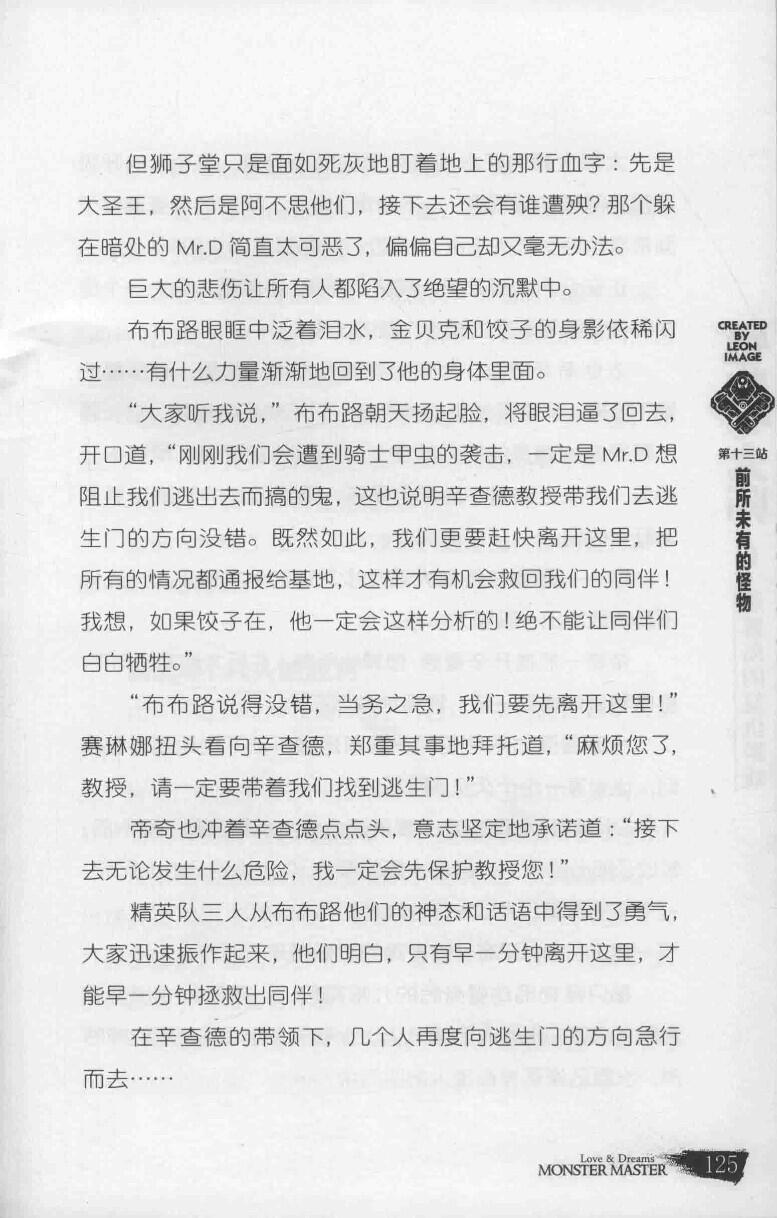 但狮子堂只是面如死灰地盯着地上的那行血字：先是
大圣王，然后是阿不思他们，接下去还会有谁遭殃？那个躲
在暗处的 Mr.D 简直太可恶了，偏偏自己却又毫无办法。
巨大的悲伤让所有人都陷入了绝望的沉默中。
布布路眼眶中泛着泪水，金贝克和饺子的身影依稀闪
过……有什么力量渐渐地回到了他的身体里面。
“大家听我说，”布布路朝天扬起脸，将眼泪逼了回去，
开口道，“刚刚我们会遭到骑士甲虫的袭击，一定是 Mr.D 想
阻止我们逃出去而搞的鬼，这也说明辛查德教授带我们去逃
生门的方向没错。既然如此，我们更要赶快离开这里，把
所有的情况都通报给基地，这样才有机会救回我们的同伴！
我想，如果饺子在，他一定会这样分析的！绝不能让同伴们
白白牺牲。”
“布布路说得没错，当务之急，我们要先离开这里！”
赛琳娜扭头看向辛查德，郑重其事地拜托道，“麻烦您了，
教授，请一定要带着我们找到逃生门！”
帝奇也冲着辛查德点点头，意志坚定地承诺道：“接下
去无论发生什么危险，我一定会先保护教授您！”
精英队三人从布布路他们的神态和话语中得到了勇气，
大家迅速振作起来，他们明白，只有早一分钟离开这里，才
能早一分钟拯救出同伴！
在辛查德的带领下，几个人再度向逃生门的方向急行
而去……
CREATED
BY
LEON
IMAGE
第十三站
前所未有的怪物
Love & Dreams
MONSTER MASTER
125